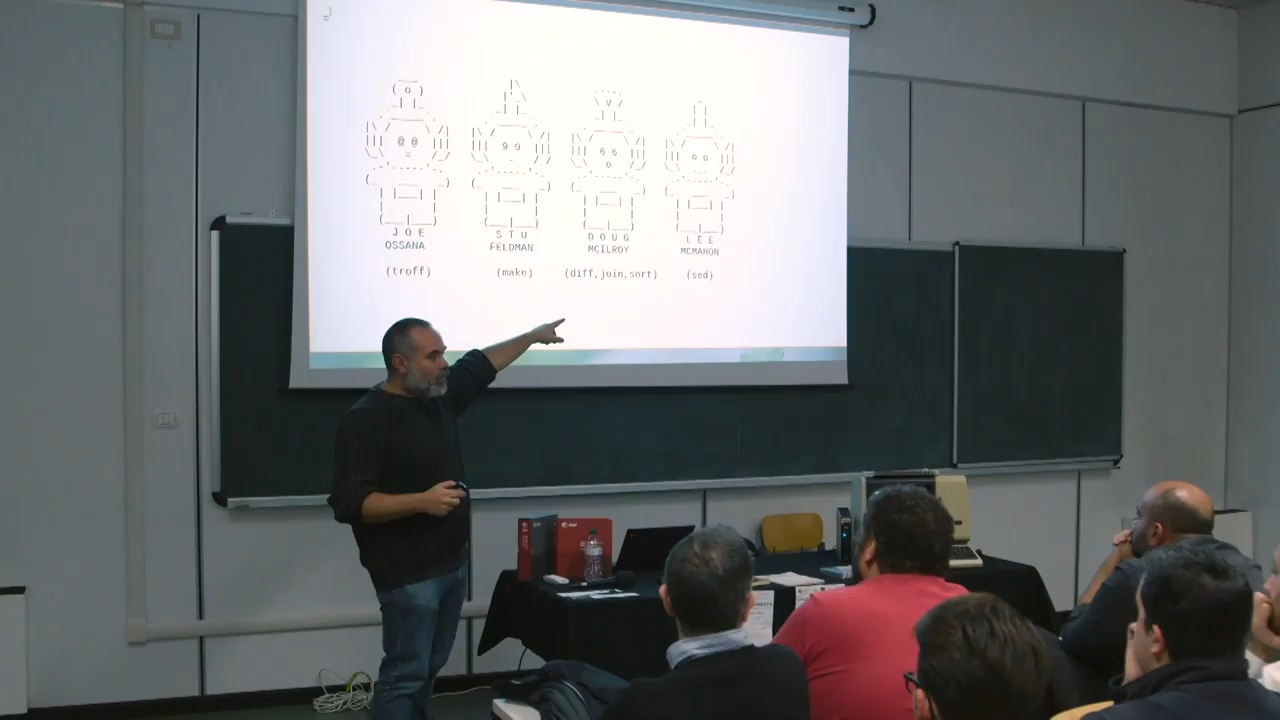 J O E
OSSANA
(troff)
S T U
FELDMAN
(make)
D O U G
MCILROY
(diff,join,sort)
L E E
MCMAHON
(sed)